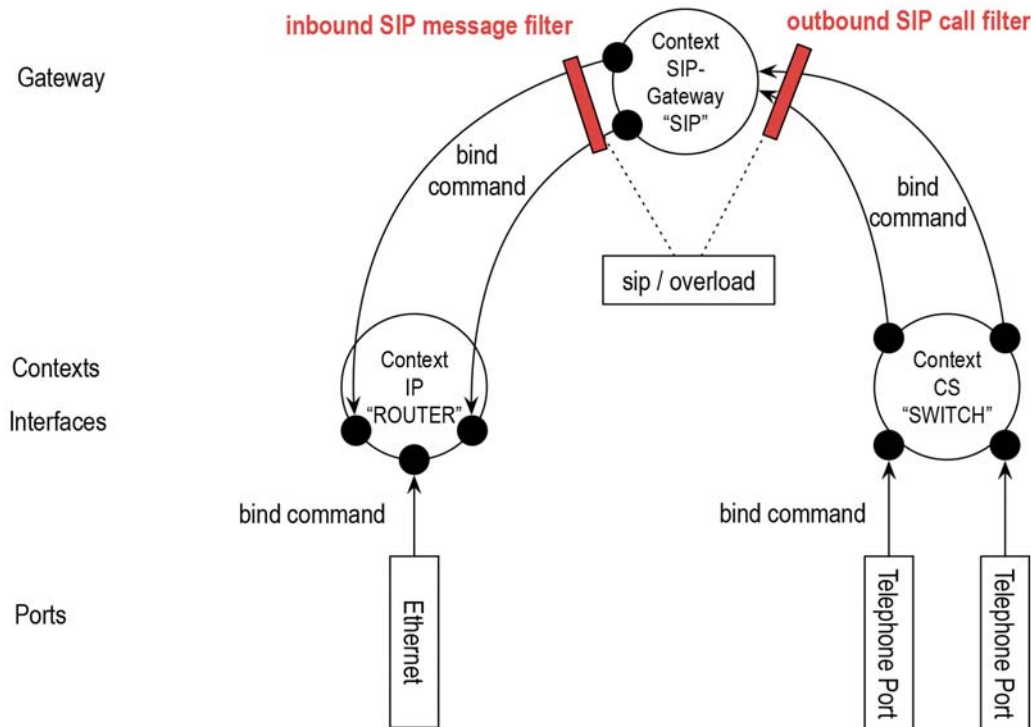 inbound SIP message filter
outbound SIP call filter
Gateway
Context
SIP-
Gateway
“SIP”
bind
command
bind
command
sip / overload
Contexts
Interfaces
Context
IP
“ROUTER”
Context
CS
“SWITCH”
bind command
bind command
Ports
Ethernet
Telephone Port
Telephone Port